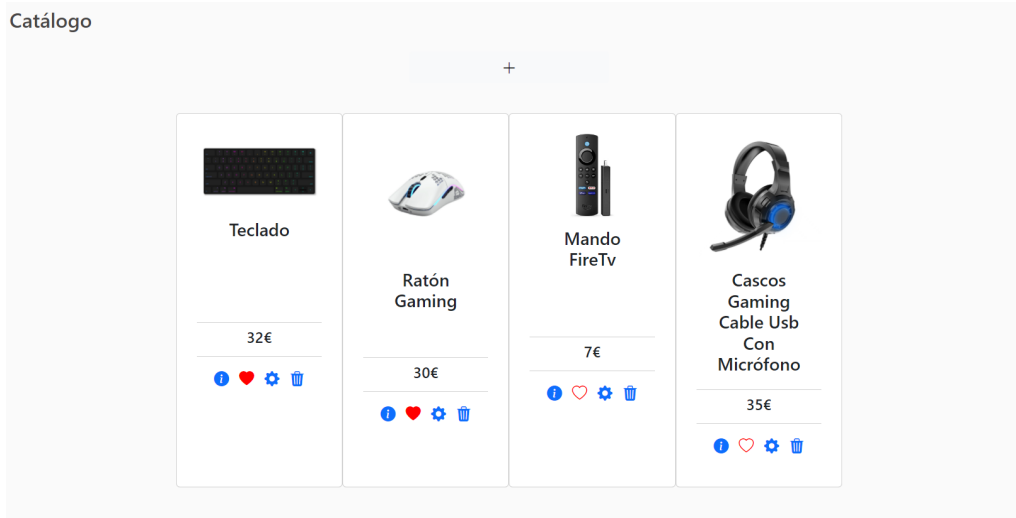 Catálogo
+
Teclado
32€
Ratón
Gaming
30€
Mando
FireTv
7€
Cascos
Gaming
Cable Usb
Con
Micrófono
35€